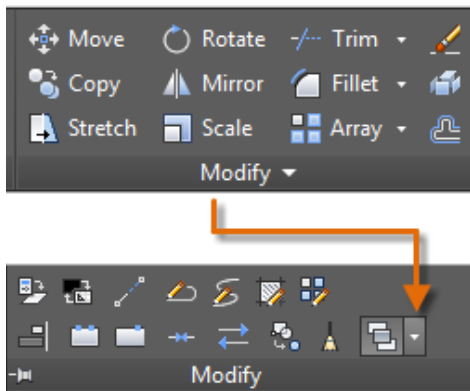 Move Rotate Trim
Copy Mirror Fillet
Stretch Scale Array
Modify
Modify